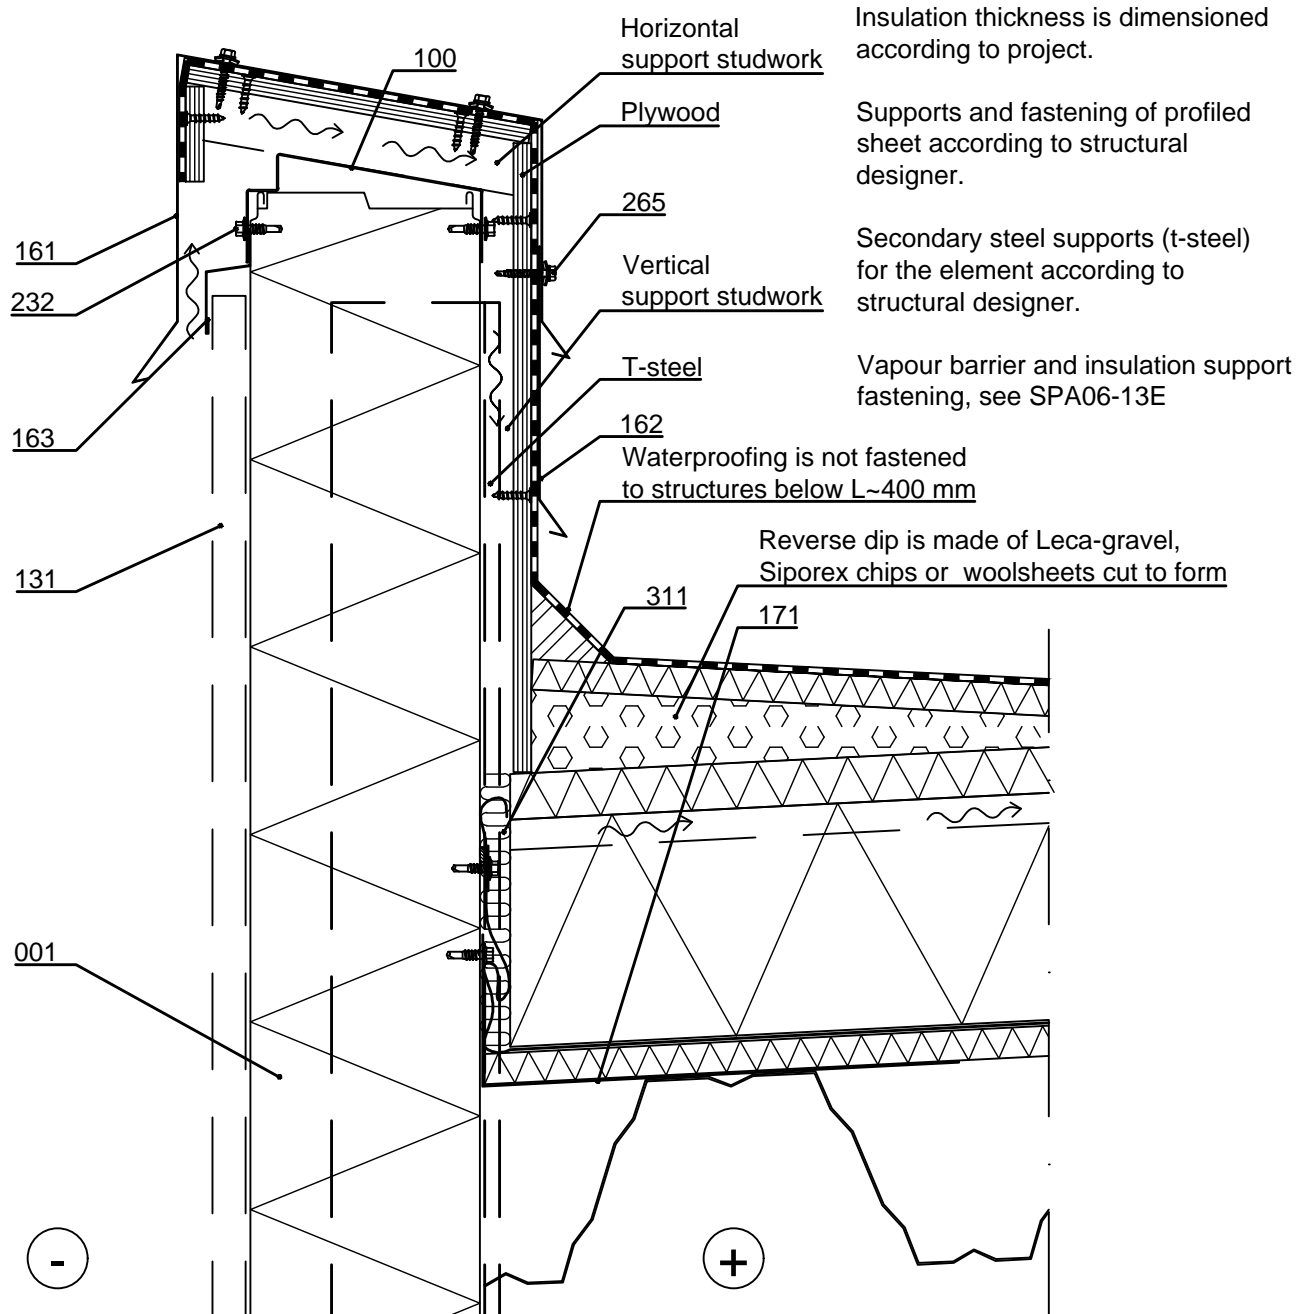 Horizontal
support studwork
Insulation thickness is dimensioned
according to project.
100
Plywood
Supports and fastening of profiled
sheet according to structural
designer.
265
161
Vertical
support studwork
Secondary steel supports (t-steel)
for the element according to
structural designer.
232
T-steel
Vapour barrier and insulation support
fastening, see SPA06-13E
163
162
Waterproofing is not fastened
to structures below L~400 mm
Reverse dip is made of Leca-gravel,
Siporex chips or woolsheets cut to form
131
311
171
001
-
+